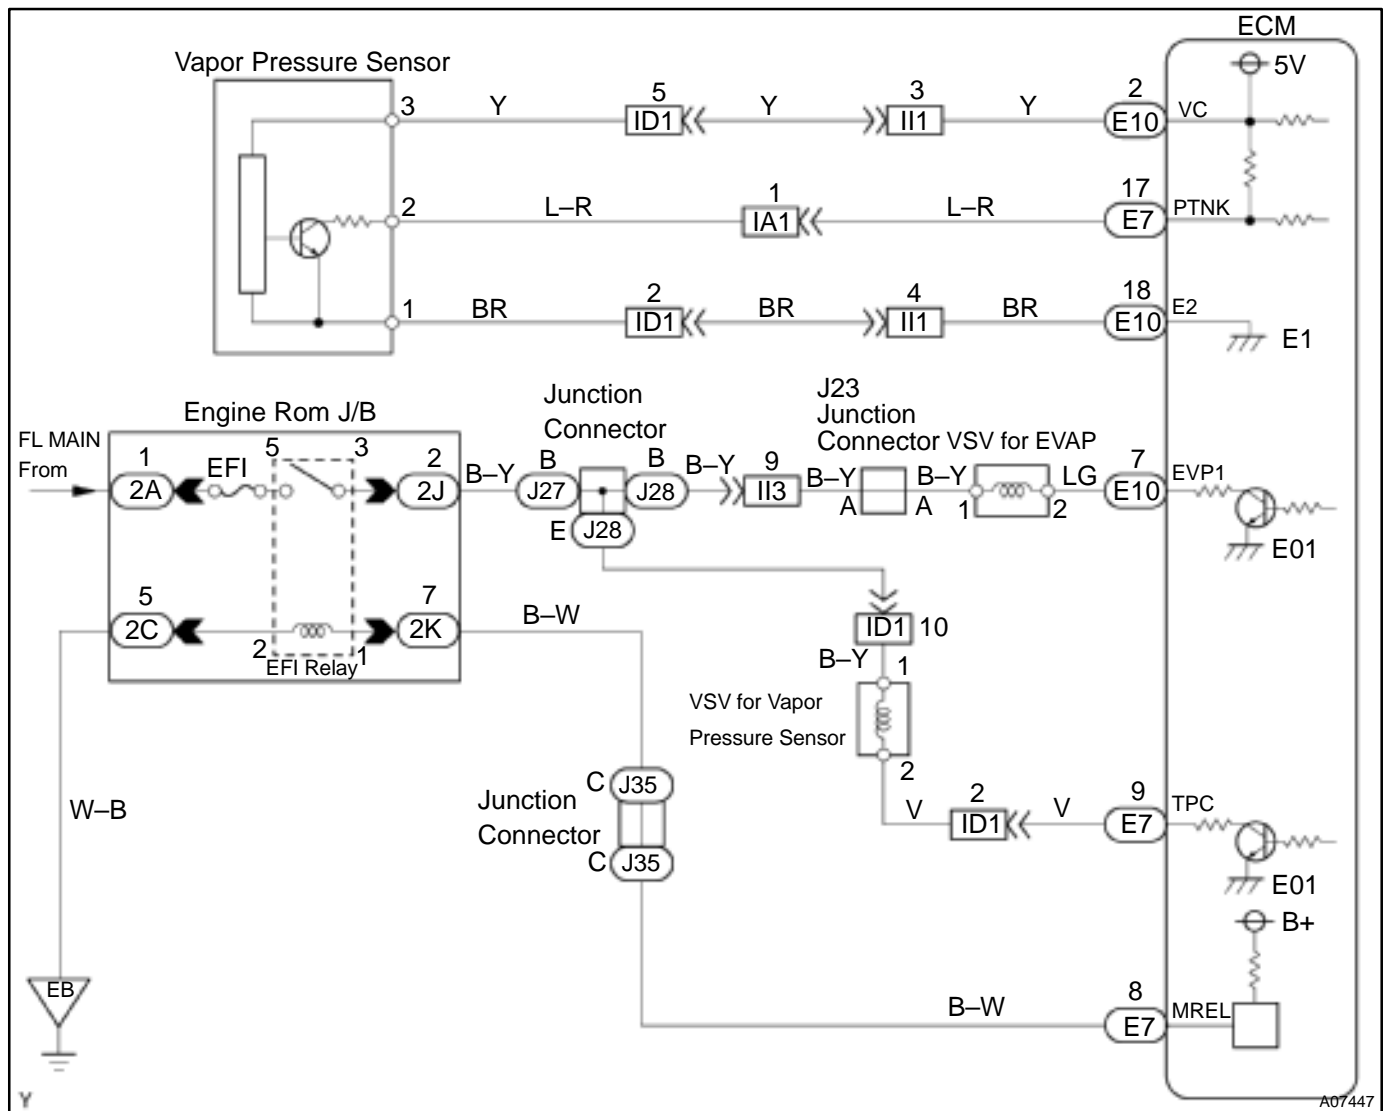 ECM
Vapor Pressure Sensor
5V
3 Y 5 Y 3 Y 2 VC
ID1 II1 E10
2 L–R 1 L–R 17 PTNK
IA1 E7
1 BR 2 BR 4 BR 18 E2
ID1 II1 E10
E1
Engine Rom J/B
Junction
Connector
J23
Junction
Connector
VSV for EVAP
FL MAIN
From
1 EFI 5 3 2
2A 2J
B–Y B J27 B J28 B–Y 9 II3 B–Y A A B–Y 1 2 LG 7 E10 EVP1
E J28
E01
5 7
2C 2K
B–W
2 1
EFI Relay
ID1 10
B–Y 1
VSV for Vapor
Pressure Sensor
2
V 2 V 9 TPC
ID1 E7
E01
W–B
Junction
Connector
C J35
C J35
B+
EB
B–W 8 MREL
E7
Y
A07447